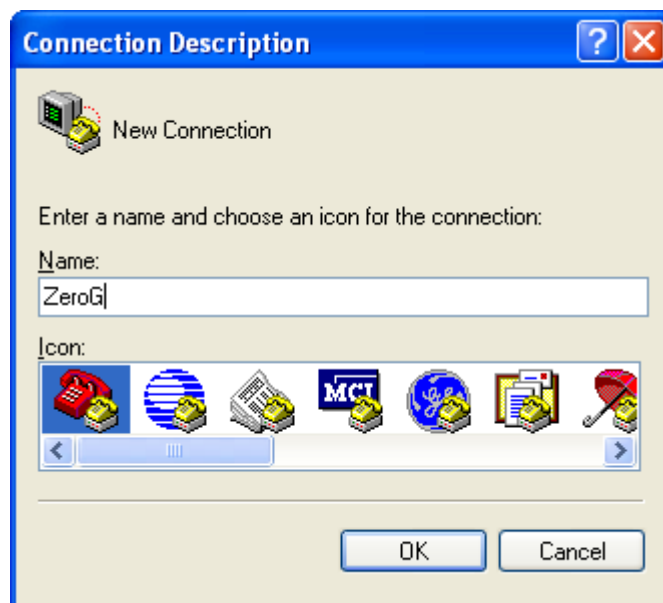 Connection Description
New Connection
Enter a name and choose an icon for the connection:
Name:
ZeroG
Icon:
MCI
OK
Cancel